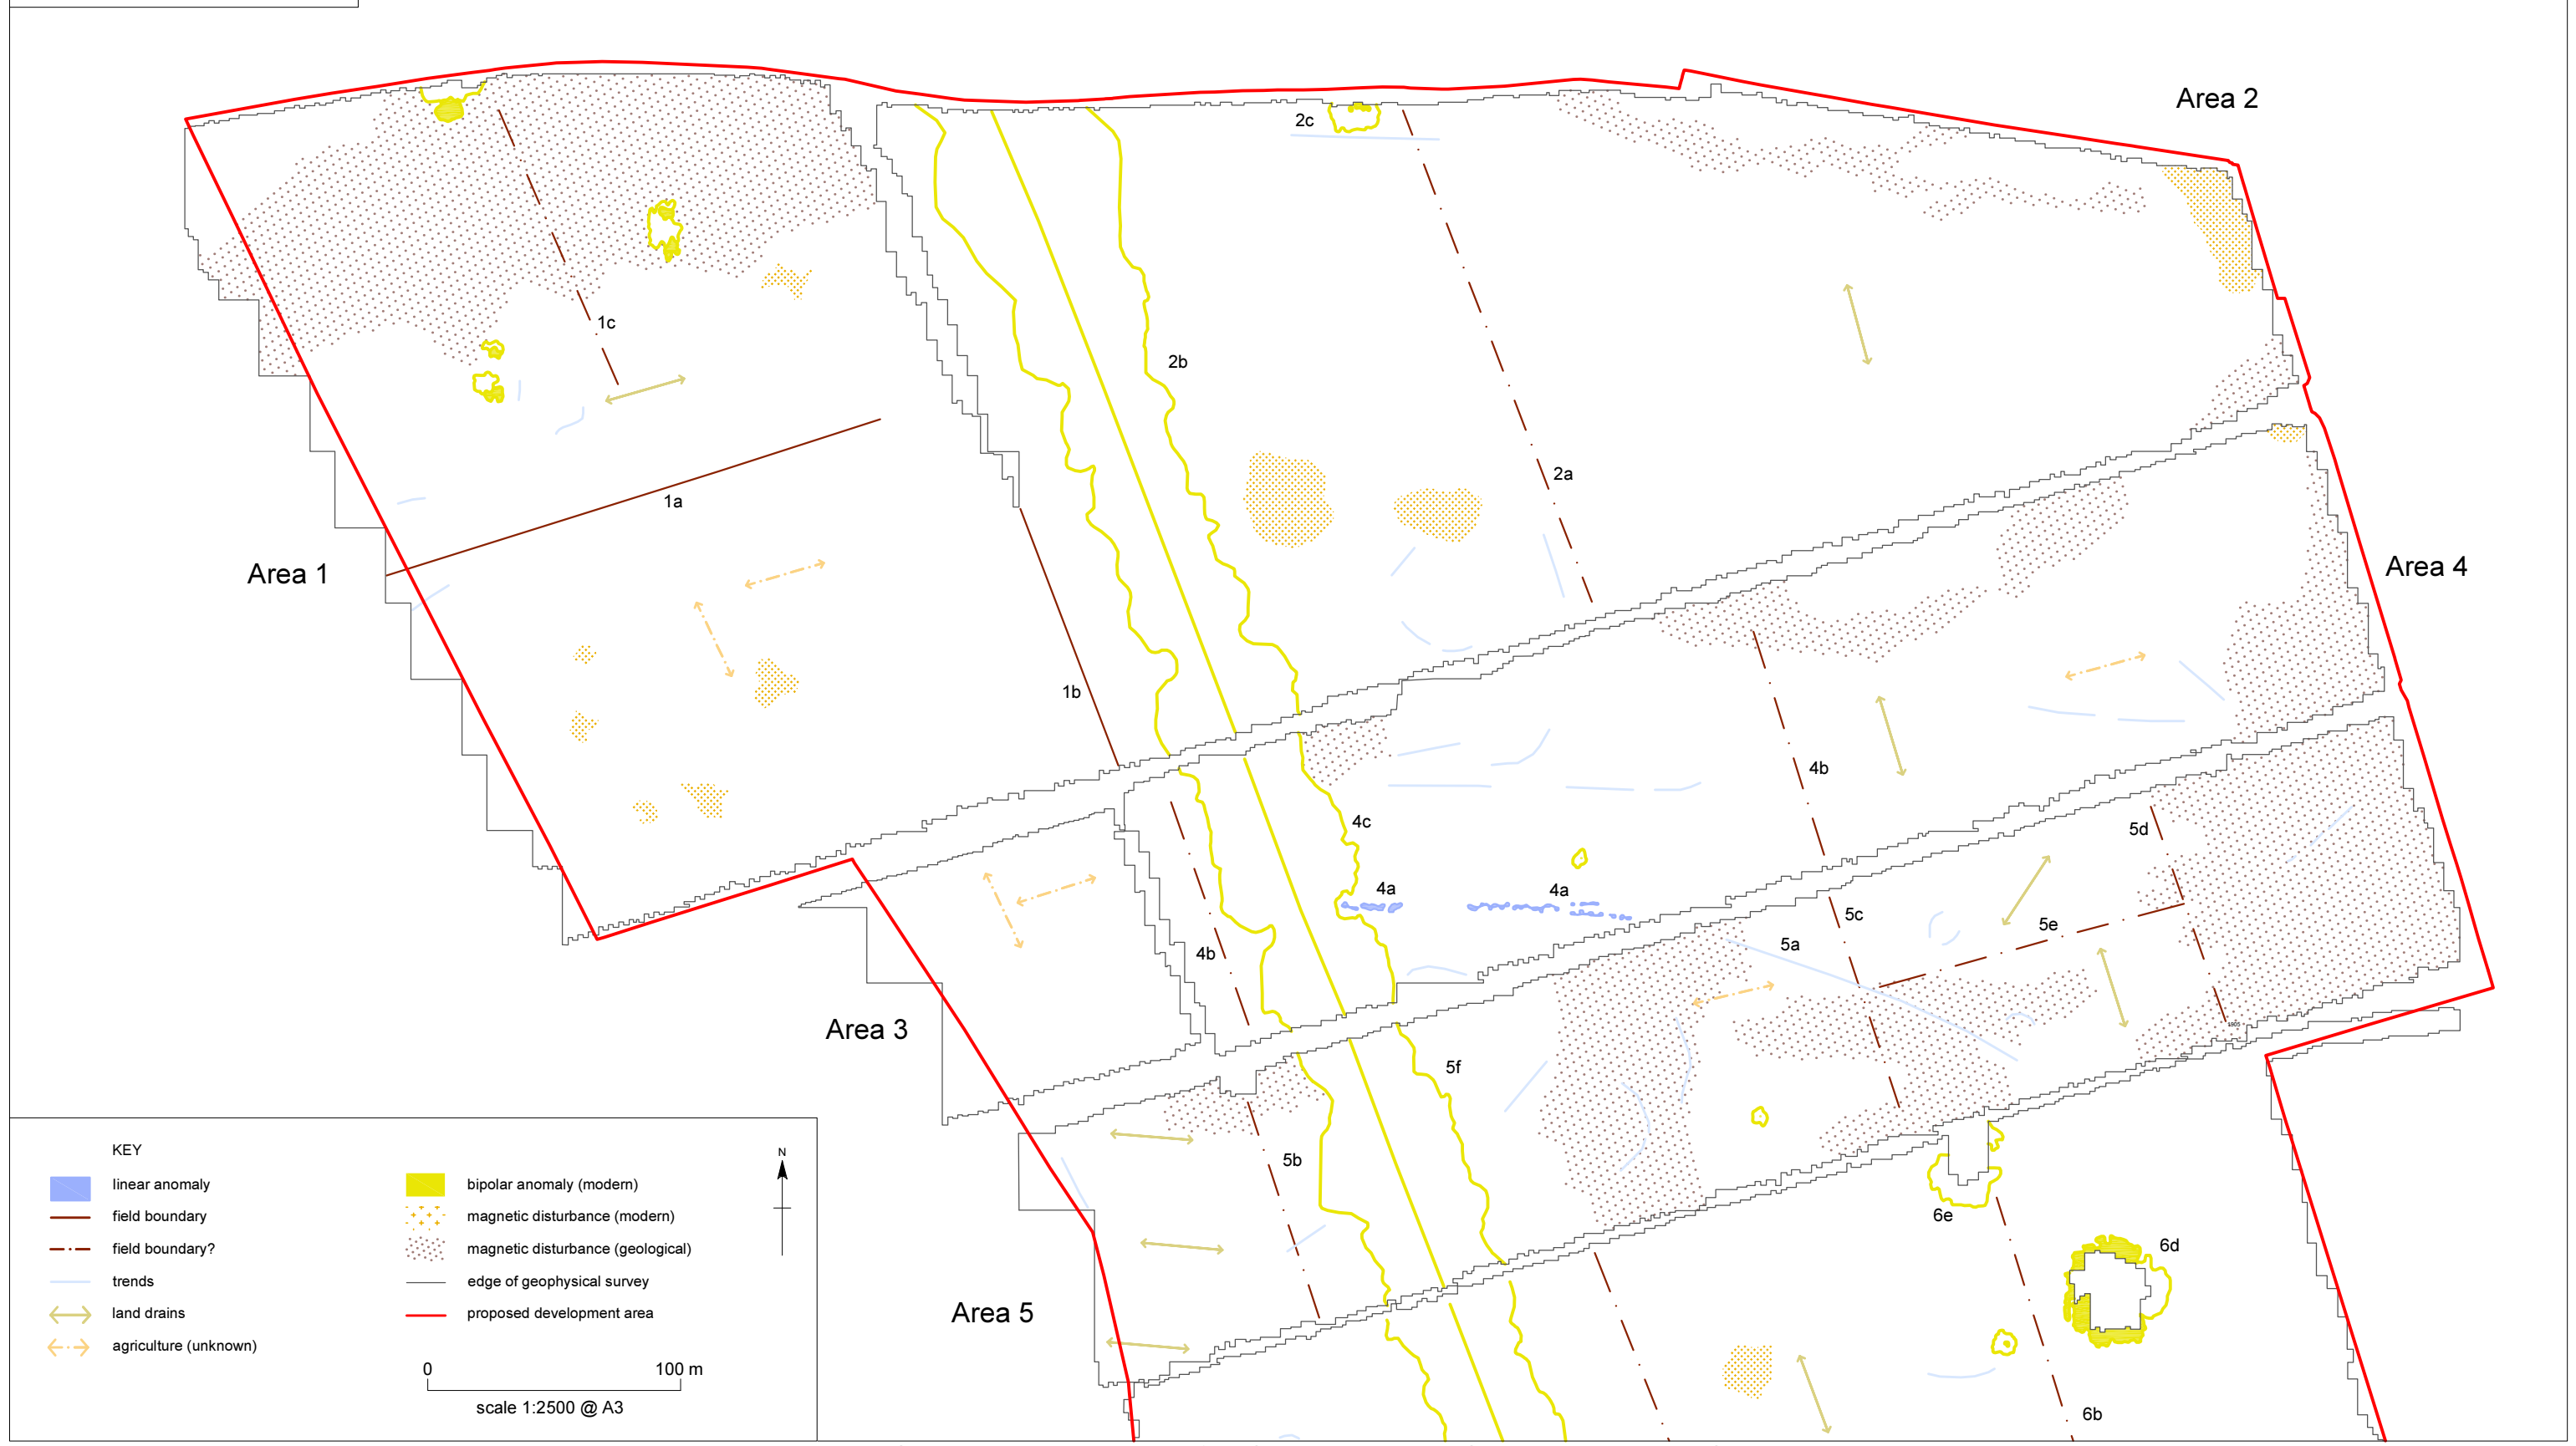 Area 2
2c
1c
2b
2a
1a
Area 1
Area 4
1b
4b
4c
5d
4a
4a
5c
5e
5a
4b
1905
Area 3
5f
5b
6e
6d
Area 5
6b
KEY
linear anomaly
field boundary
field boundary?
trends
land drains
agriculture (unknown)
bipolar anomaly (modern)
magnetic disturbance (modern)
magnetic disturbance (geological)
edge of geophysical survey
proposed development area
N
0 100 m
scale 1:2500 @ A3